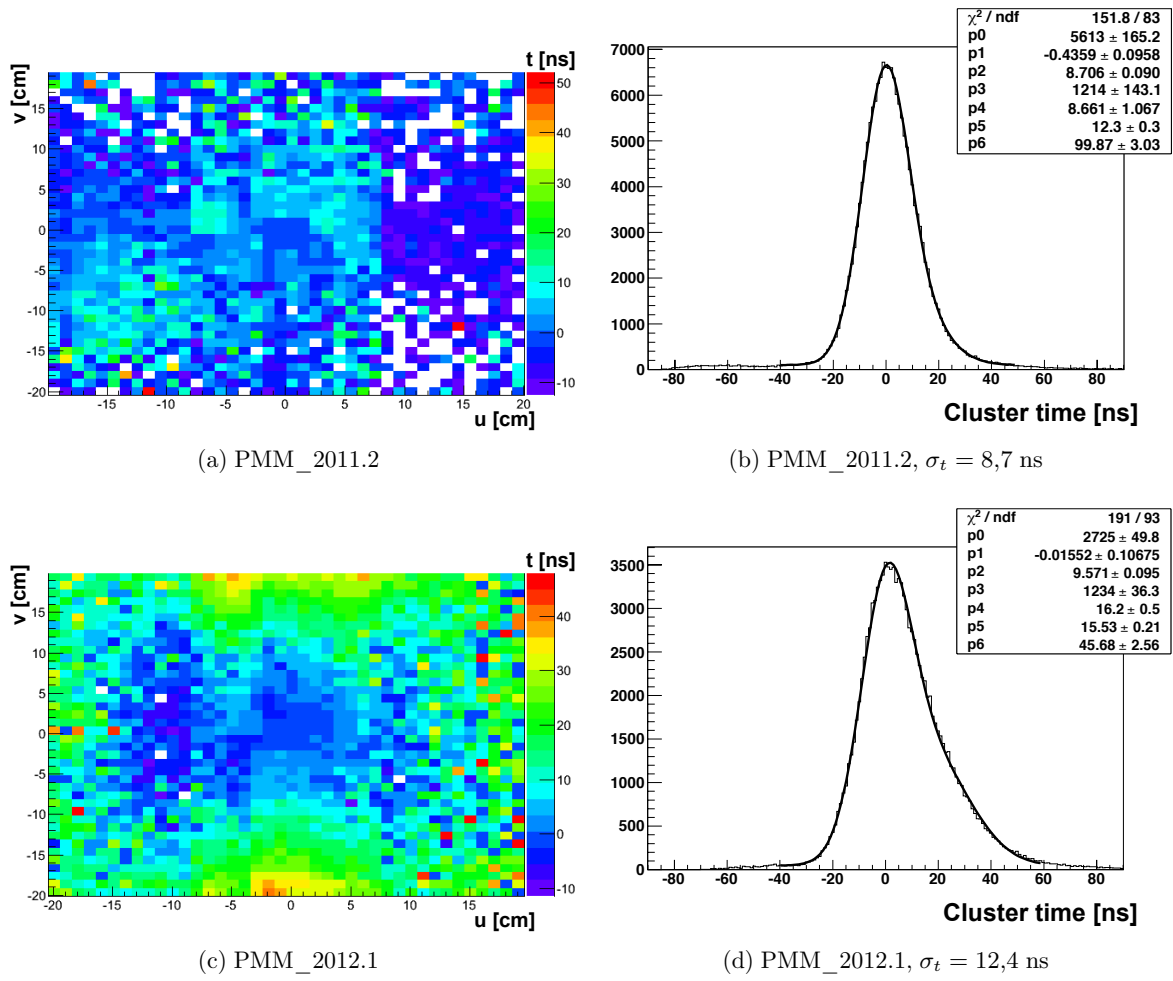 t [ns]
v [cm]
15
10
5
0
-5
-10
-15
-20
50
40
30
20
10
0
-10
-15 -10 -5 0 5 10 15 20
u [cm]
(a) PMM_2011.2
χ² / ndf 151.8 / 83
p0 5613 ± 165.2
p1 -0.4359 ± 0.0958
p2 8.706 ± 0.090
p3 1214 ± 143.1
p4 8.661 ± 1.067
p5 12.3 ± 0.3
p6 99.87 ± 3.03
7000
6000
5000
4000
3000
2000
1000
0
-80 -60 -40 -20 0 20 40 60 80
Cluster time [ns]
(b) PMM_2011.2, σt = 8,7 ns
t [ns]
v [cm]
15
10
5
0
-5
-10
-15
-20
40
30
20
10
0
-10
-20 -15 -10 -5 0 5 10 15
u [cm]
(c) PMM_2012.1
χ² / ndf 191 / 93
p0 2725 ± 49.8
p1 -0.01552 ± 0.10675
p2 9.571 ± 0.095
p3 1234 ± 36.3
p4 16.2 ± 0.5
p5 15.53 ± 0.21
p6 45.68 ± 2.56
3500
3000
2500
2000
1500
1000
500
0
-80 -60 -40 -20 0 20 40 60 80
Cluster time [ns]
(d) PMM_2012.1, σt = 12,4 ns